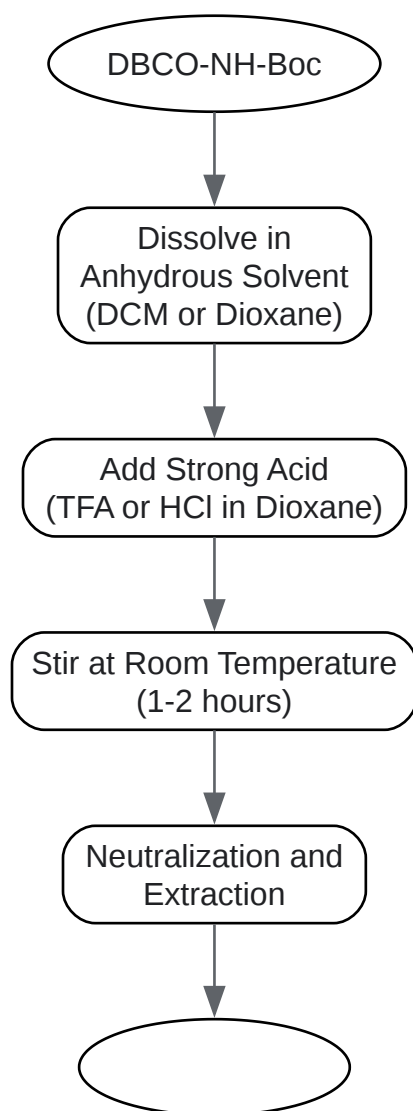 DBCO-NH-Boc
Dissolve in
Anhydrous Solvent
(DCM or Dioxane)
Add Strong Acid
(TFA or HCl in Dioxane)
Stir at Room Temperature
(1-2 hours)
Neutralization and
Extraction